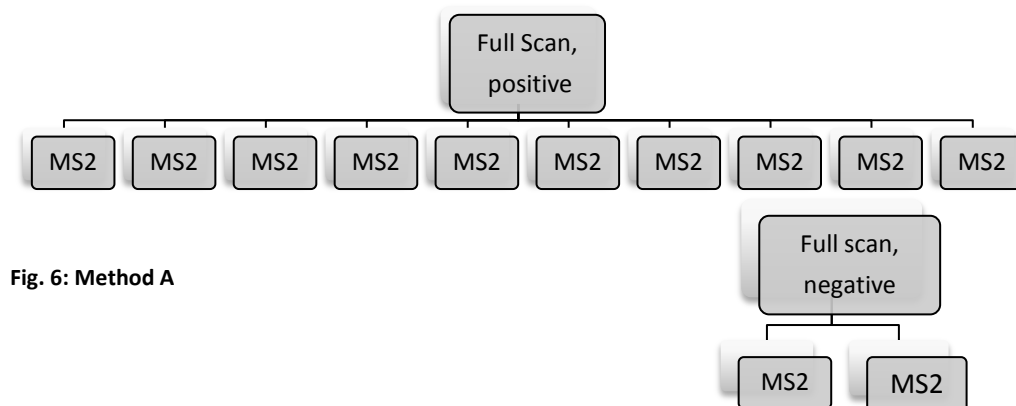 Full Scan,
positive
MS2 MS2 MS2 MS2 MS2 MS2 MS2 MS2 MS2 MS2
Full scan,
negative
Fig. 6: Method A
MS2 MS2